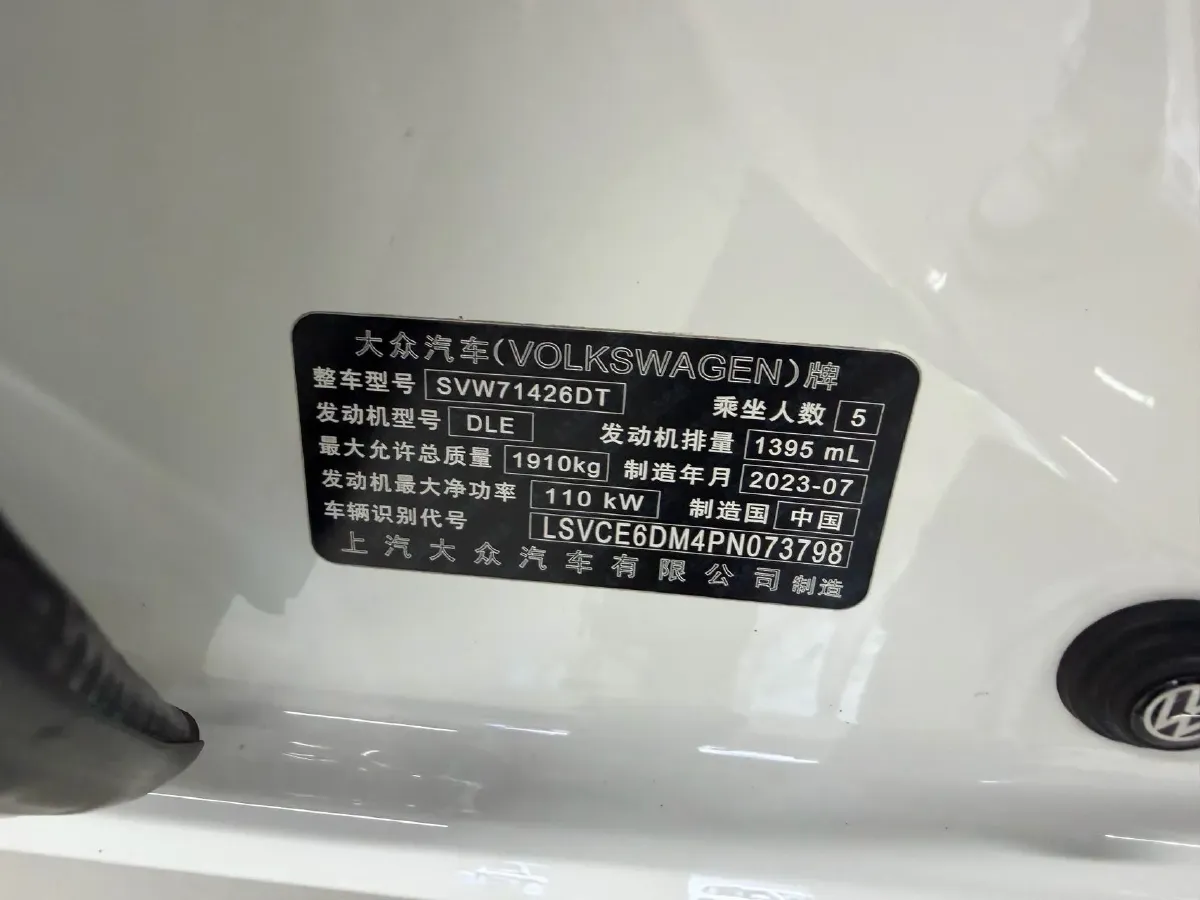 大众汽车(VOLKSWAGEN)牌
整车型号 SVW71426DT 乘坐人数 5
发动机型号 DLE 发动机排量 1395 mL
最大允许总质量 1910kg 制造年月 2023-07
发动机最大净功率 110 kW 制造国 中国
车辆识别代号 LSVCE6DM4PN073798
上汽大众汽车有限公司 制造